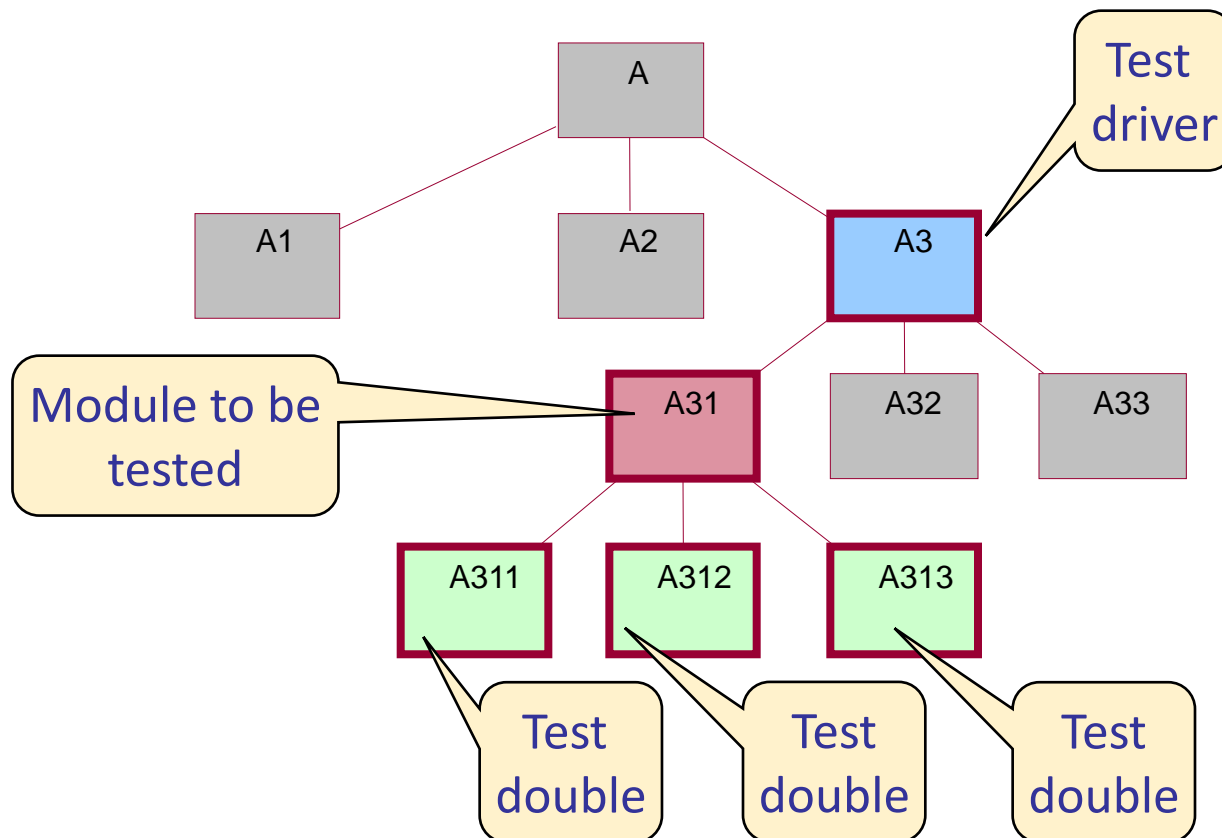 A
Test
driver
A1
A2
A3
Module to be
tested
A31
A32
A33
A311
A312
A313
Test
double
Test
double
Test
double